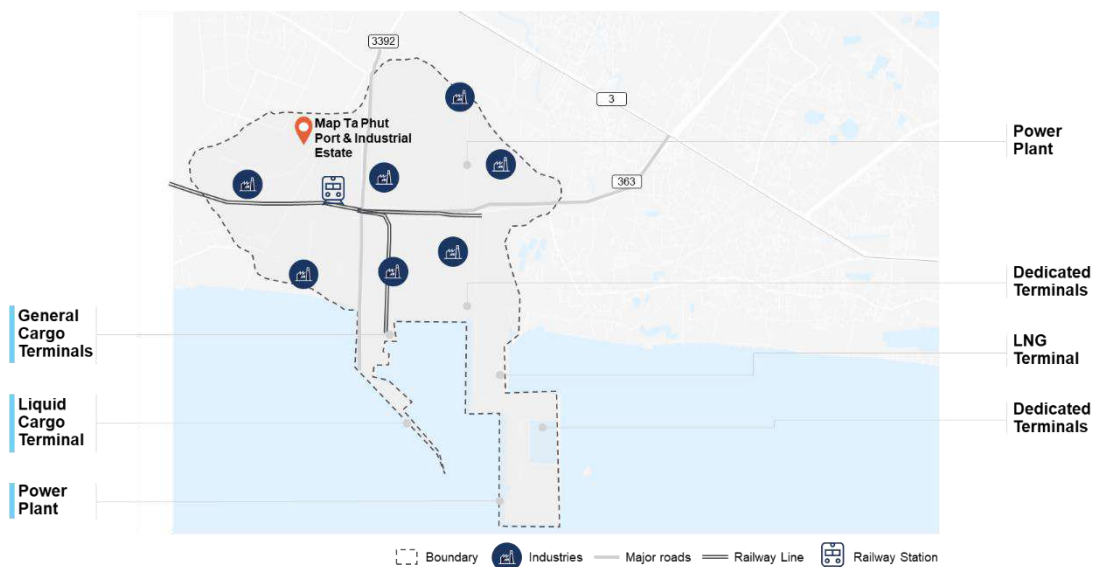 3392
3
Map Ta Phut
Port & Industrial
Estate
363
Power
Plant
Dedicated
Terminals
General
Cargo
Terminals
LNG
Terminal
Liquid
Cargo
Terminal
Dedicated
Terminals
Power
Plant
Boundary
Industries
Major roads
Railway Line
Railway Station